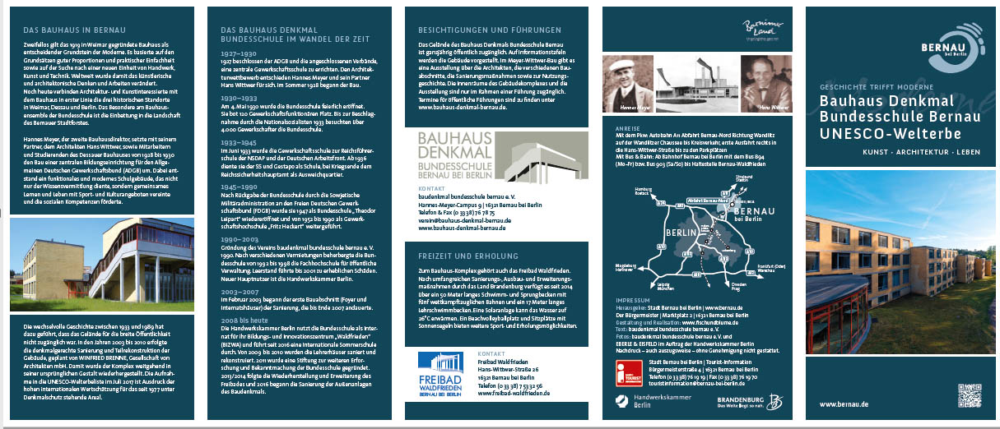 DAS BAUHAUS IN BERNAU
Zweifellos gilt das 1919 in Weimar gegründete Bauhaus als
entscheidender Grundstein der Moderne. Es basierte auf den
Grundsätzen guter Proportionen und praktischer Einfachheit
sowie auf der Suche nach einer neuen Einheit von Handwerk,
Kunst und Technik. Weltweit wurde damit das künstlerische
und architektonische Denken und Arbeiten verändert.
Noch heute verbinden Architektur- und Kunstinteressierte mit
dem Bauhaus in erster Linie die drei historischen Standorte
in Weimar, Dessau und Berlin. Das Besondere am Bauhaus-
ensemble der Bundesschule ist die Einbettung in die Landschaft
des Bernauer Stadtforstes.
Hannes Meyer, der zweite Bauhausdirektor, setzte mit seinem
Partner, dem Architekten Hans Wittwer, sowie Mitarbeitern
und Studierenden des Dessauer Bauhauses von 1928 bis 1930
den Bau einer zentralen Bildungseinrichtung für den Allge-
meinen Deutschen Gewerkschaftsbund (ADGB) um. Dabei ent-
stand ein funktionales und modernes Schulgebäude, das nicht
nur der Wissensvermittlung diente, sondern gemeinsames
Lernen und Leben mit Sport- und Kulturangeboten vereinte
und die sozialen Kompetenzen förderte.
Die wechselvolle Geschichte zwischen 1933 und 1989 hat
dazu geführt, dass das Gelände für die breite Öffentlichkeit
nicht zugänglich war. In den Jahren 2003 bis 2010 erfolgte
die denkmalgerechte Sanierung und Teilrekonstruktion der
Gebäude, geplant von WINFRIED BRENNE, Gesellschaft von
Architekten mbH. Damit wurde der Komplex weitgehend in
seiner ursprünglichen Gestalt wiederhergestellt. Die Aufnah-
me in die UNESCO-Welterbeliste im Juli 2017 ist Ausdruck der
hohen internationalen Wertschätzung für das seit 1977 unter
Denkmalschutz stehende Areal.
DAS BAUHAUS DENKMAL
BUNDESSCHULE IM WANDEL DER ZEIT
1927–1930
1927 beschlossen der ADGB und die angeschlossenen Verbände,
eine zentrale Gewerkschaftsschule zu errichten. Den Architek-
turwettbewerb entschieden Hannes Meyer und sein Partner
Hans Wittwer für sich. Im Sommer 1928 begann der Bau.
1930–1933
Am 4. Mai 1930 wurde die Bundesschule feierlich eröffnet.
Sie bot 120 Gewerkschaftsfunktionären Platz. Bis zur Beschlag-
nahme durch die Nationalsozialisten 1933 besuchten über
4.000 Gewerkschafter die Bundesschule.
1933–1945
Im Juni 1933 wurde die Gewerkschaftsschule zur Reichsführer-
schule der NSDAP und der Deutschen Arbeitsfront. Ab 1936
diente sie der SS und Gestapo als Schule, bei Kriegsende dem
Reichssicherheitshauptamt als Ausweichquartier.
1945–1990
Nach Rückgabe der Bundesschule durch die Sowjetische
Militäradministration an den Freien Deutschen Gewerk-
schaftsbund (FDGB) wurde sie 1947 als Bundesschule „Theodor
Leipart“ wiedereröffnet und von 1952 bis 1990 als Gewerk-
schaftshochschule „Fritz Heckert“ weitergeführt.
1990–2003
Gründung des Vereins baudenkmal bundesschule bernau e. V.
1990. Nach verschiedenen Vermietungen beherbergte die Bun-
desschule von 1992 bis 1998 die Fachhochschule für öffentliche
Verwaltung. Leerstand führte bis 2001 zu erheblichen Schäden.
Neuer Hauptnutzer ist die Handwerkskammer Berlin.
2003–2007
Im Februar 2003 begann der erste Bauabschnitt (Foyer und
Internatshäuser) der Sanierung, die bis Ende 2007 andauerte.
2008 bis heute
Die Handwerkskammer Berlin nutzt die Bundesschule als Inter-
nat für ihr Bildungs- und Innovationszentrum „Waldfrieden“
(BIZWA) und führt seit 2016 eine Internationale Sommerschule
durch. Von 2009 bis 2010 wurden die Lehrerhäuser saniert und
rekonstruiert. 2011 wurde eine Stiftung zur weiteren Erfor-
schung und Bekanntmachung der Bundesschule gegründet.
2013/2014 folgte die Wiederherstellung und Erweiterung des
Freibades und 2016 begann die Sanierung der Außenanlagen
des Baudenkmals.
BESICHTIGUNGEN UND FÜHRUNGEN
Das Gelände des Bauhaus Denkmals Bundesschule Bernau
ist ganzjährig öffentlich zugänglich. Auf Informationstafeln
werden die Gebäude vorgestellt. Im Meyer-Wittwer-Bau gibt es
eine Ausstellung über die Architekten, die verschiedenen Bau-
abschnitte, die Sanierungsmaßnahmen sowie zur Nutzungs-
geschichte. Die Innenräume des Gebäudekomplexes und die
Ausstellung sind nur im Rahmen einer Führung zugänglich.
Termine für öffentliche Führungen sind zu finden unter
www.bauhaus-denkmal-bernau.de.
BAUHAUS
DENKMAL
BUNDESSCHULE
BERNAU BEI BERLIN
KONTAKT
baudenkmal bundesschule bernau e. V.
Hannes-Meyer-Campus 9 | 16321 Bernau bei Berlin
Telefon & Fax (0 33 38) 76 78 75
verein@bauhaus-denkmal-bernau.de
www.bauhaus-denkmal-bernau.de
FREIZEIT UND ERHOLUNG
Zum Bauhaus-Komplex gehört auch das Freibad Waldfrieden.
Nach umfangreichen Sanierungs-, Ausbau- und Erweiterungs-
maßnahmen durch das Land Brandenburg verfügt es seit 2014
über ein 50 Meter langes Schwimm- und Sprungbecken mit
fünf wettkampftauglichen Bahnen und ein 17 Meter langes
Lehrschwimmbecken. Eine Solaranlage kann das Wasser auf
26°C erwärmen. Ein Beachvolleyballplatz und Sitzplätze mit
Sonnensegeln bieten weitere Sport- und Erholungsmöglichkeiten.
FREIBAD
WALDFRIEDEN
BERNAU BEI BERLIN
KONTAKT
Freibad Waldfrieden
Hans-Wittwer-Straße 26
16321 Bernau bei Berlin
Telefon (0 33 38) 7 53 32 56
www.freibad-waldfrieden.de
Barnimer
Land
Hannes Meyer
Hans Wittwer
ANREISE
Mit dem Pkw: Autobahn A11 Abfahrt Bernau-Nord Richtung Wandlitz
auf der Wandlitzer Chaussee bis Kreisverkehr, erste Ausfahrt rechts in
die Hans-Wittwer-Straße bis zu den Parkplätzen
Mit Bus & Bahn: Ab Bahnhof Bernau bei Berlin mit dem Bus 894
(Mo–Fr) bzw. Bus 903 (Sa/So) bis Haltestelle Bernau-Waldfrieden
Stralsund
Stettin
Hamburg
Rostock
Abfahrt Bernau-Nord
BERNAU
bei Berlin
BERLIN
Magdeburg
Hannover
Frankfurt (Oder)
Warschau
Leipzig
München
Dresden
Prag
IMPRESSUM
Herausgeber: Stadt Bernau bei Berlin | www.bernau.de
Der Bürgermeister | Marktplatz 2 | 16321 Bernau bei Berlin
Gestaltung und Realisation: www.fischundblume.de
Text: baudenkmal bundesschule bernau e. V.
Fotos: baudenkmal bundesschule bernau e. V. und
EBERLE & EISFELD im Auftrag der Handwerkskammer Berlin
Nachdruck – auch auszugsweise – ohne Genehmigung nicht gestattet.
TOURIST
INFORMATION
Stadt Bernau bei Berlin | Tourist-Information
Bürgermeisterstraße 4 | 16321 Bernau bei Berlin
Telefon (0 33 38) 76 19 19 | Fax (0 33 38) 76 19 70
touristinformation@bernau-bei-berlin.de
Handwerkskammer
Berlin
BRANDENBURG
Das Weite liegt so nah.
BERNAU
bei Berlin
GESCHICHTE TRIFFT MODERNE
Bauhaus Denkmal
Bundesschule Bernau
UNESCO-Welterbe
KUNST · ARCHITEKTUR · LEBEN
www.bernau.de